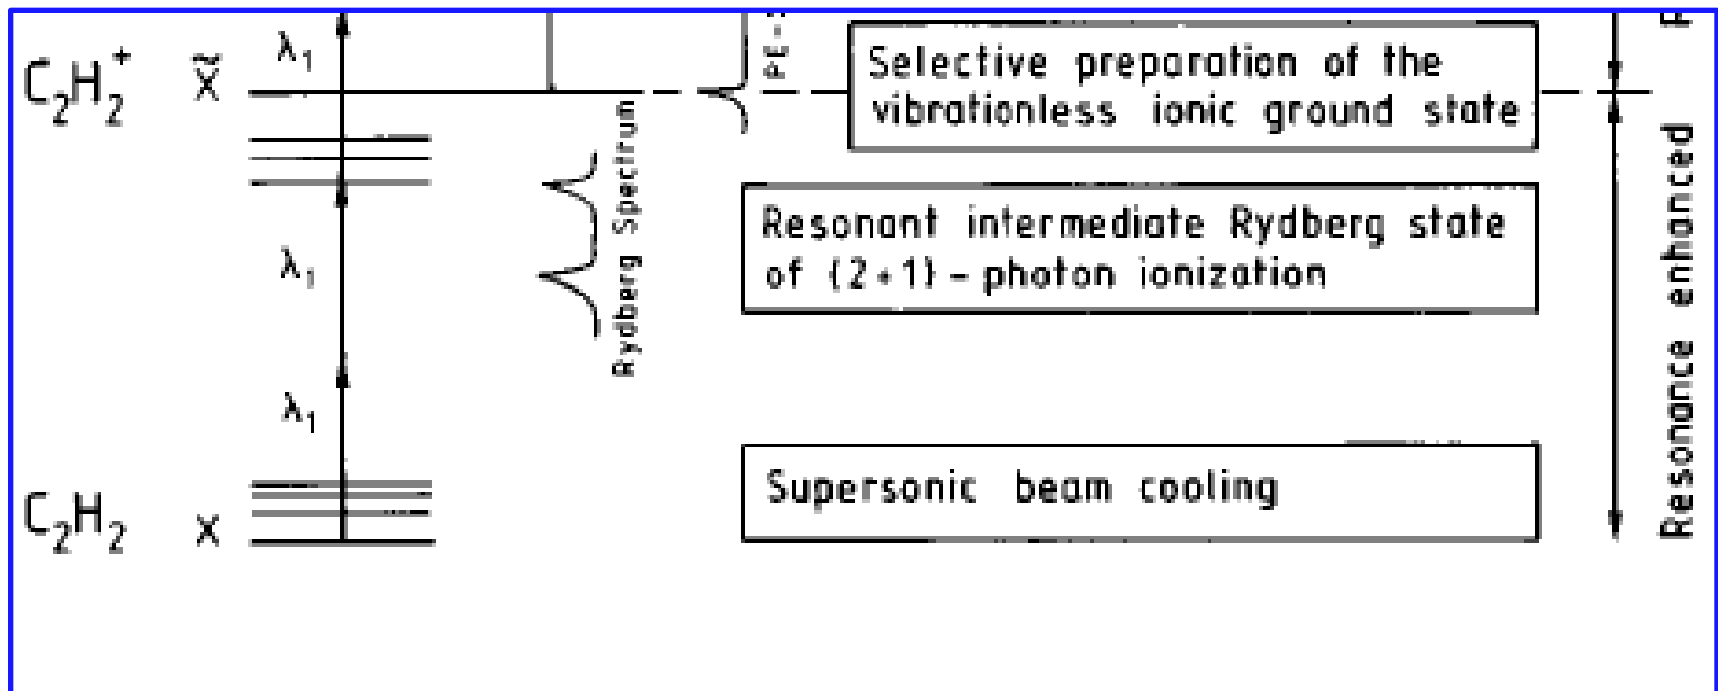 λ1
C2H2+ X̃
PE-
Selective preparation of the
vibrationless ionic ground state
Rydberg Spectrum
Resonant intermediate Rydberg state
of (2+1)-photon ionization
λ1
λ1
Resonance enhanced
Supersonic beam cooling
C2H2 X